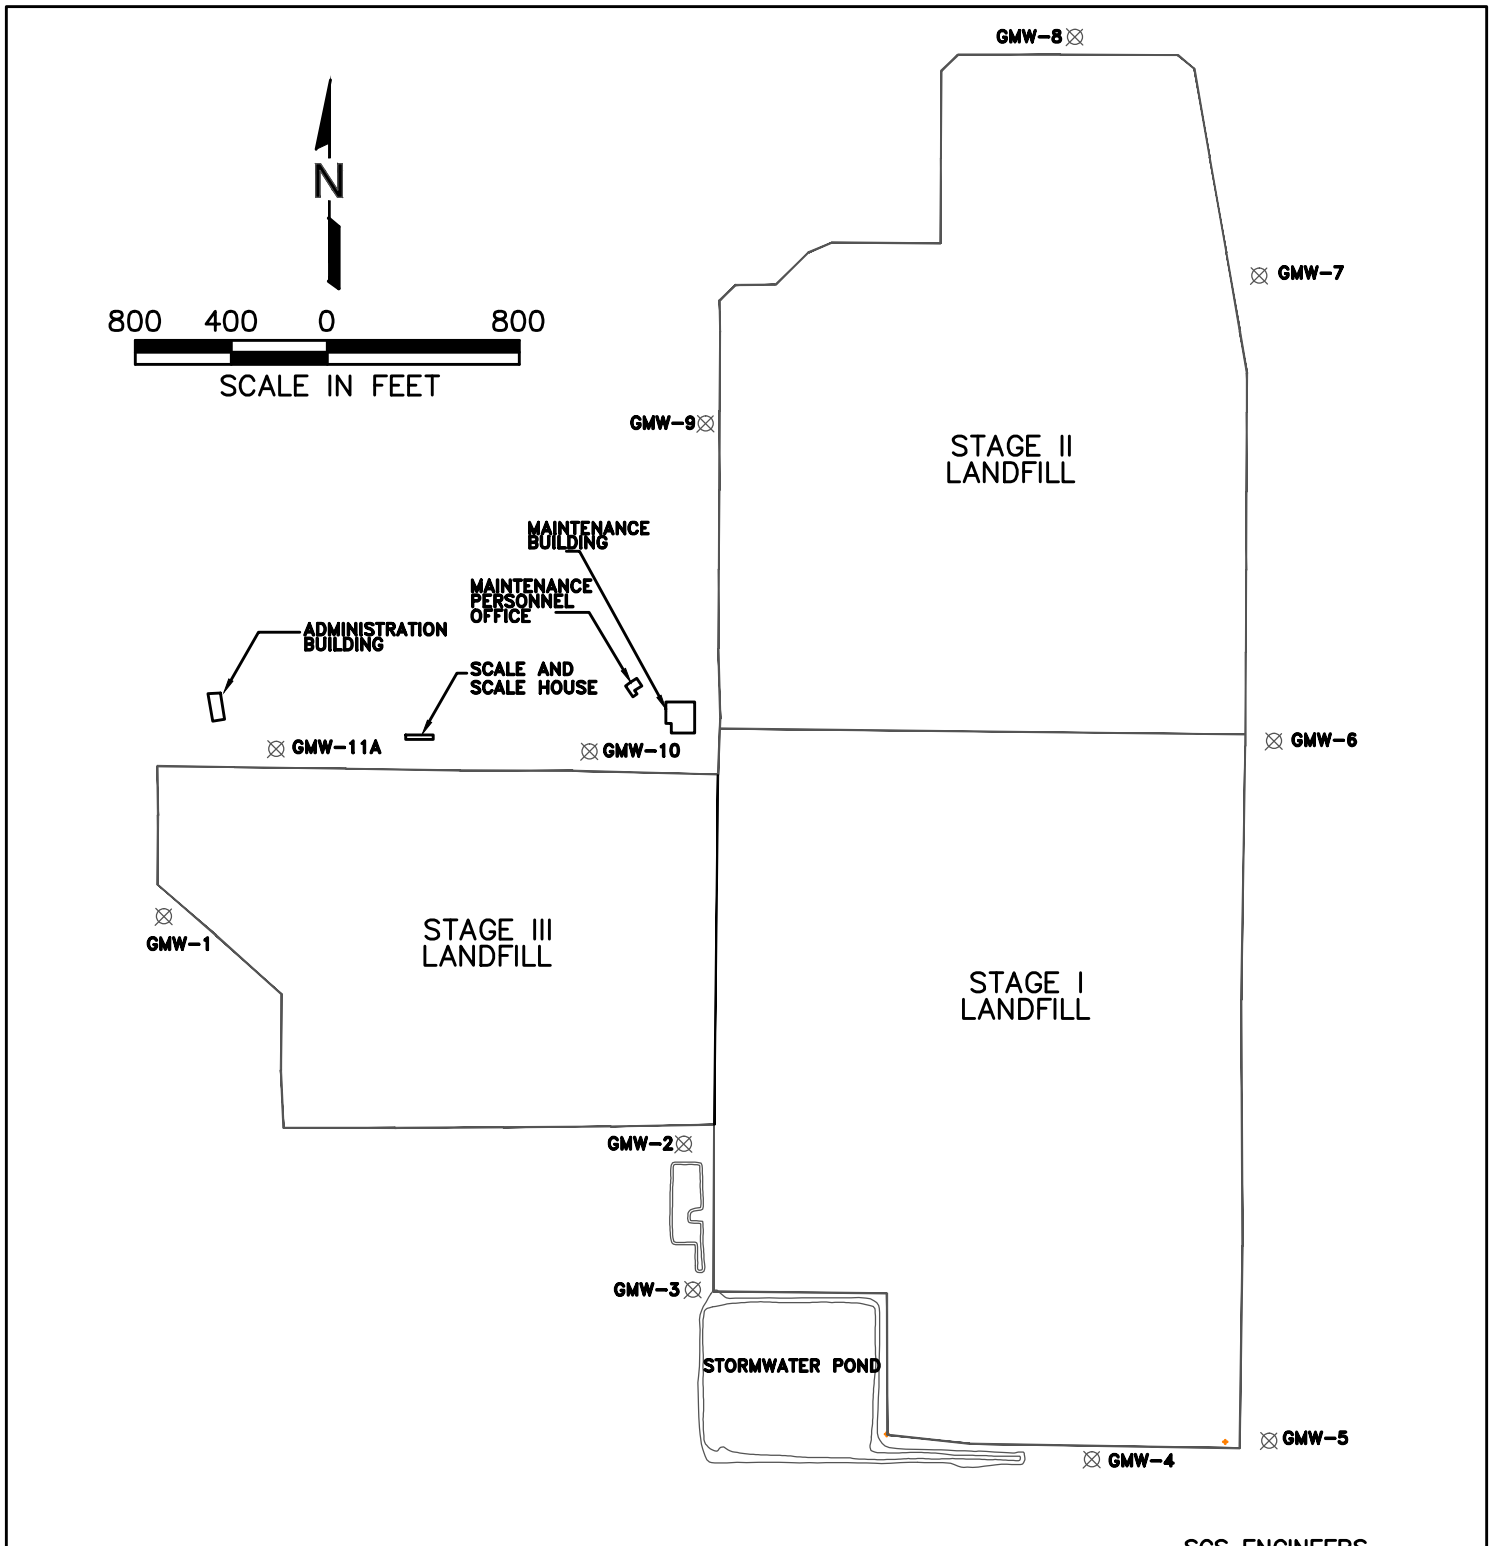 GMW-8
N
800 400 0 800
SCALE IN FEET
GMW-7
GMW-9
STAGE II
LANDFILL
MAINTENANCE
BUILDING
MAINTENANCE
PERSONNEL
OFFICE
ADMINISTRATION
BUILDING
SCALE AND
SCALE HOUSE
GMW-11A
GMW-10
GMW-6
STAGE III
LANDFILL
GMW-1
STAGE I
LANDFILL
GMW-2
GMW-3
STORMWATER POND
GMW-5
GMW-4
SCS ENGINEERS